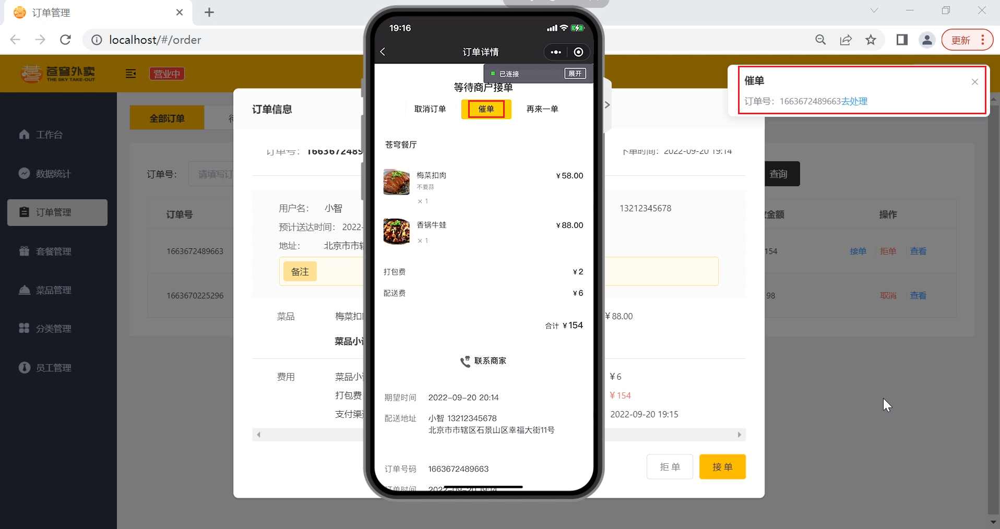 订单管理
localhost/#/order
更新
苍穹外卖
THE SKY TAKE-OUT
营业中
工作台
数据统计
订单管理
套餐管理
菜品管理
分类管理
员工管理
全部订单
订单号：
请填写订
查询
订单号
金额
操作
1663672489663
154
接单
拒单
查看
1663670225296
98
取消
查看
订单信息
订单号：
1663672489
下单时间：2022-09-20 19:14
用户名：
小智
13212345678
预计送达时间：
2022-
地址：
北京市市辖
备注
菜品
梅菜扣
￥88.00
菜品小
费用
菜品小
￥6
打包费
￥154
支付渠
2022-09-20 19:15
拒 单
接 单
19:16
订单详情
已连接
展开
等待商户接单
取消订单
催单
再来一单
苍穹餐厅
梅菜扣肉
¥58.00
不要蒜
× 1
香锅牛蛙
¥88.00
× 1
打包费
¥2
配送费
¥6
合计 ¥154
联系商家
期望时间
2022-09-20 20:14
配送地址
小智 13212345678
北京市市辖区石景山区幸福大街11号
订单号码
1663672489663
订单时间
2022-09-20 19:14
催单
订单号：1663672489663去处理